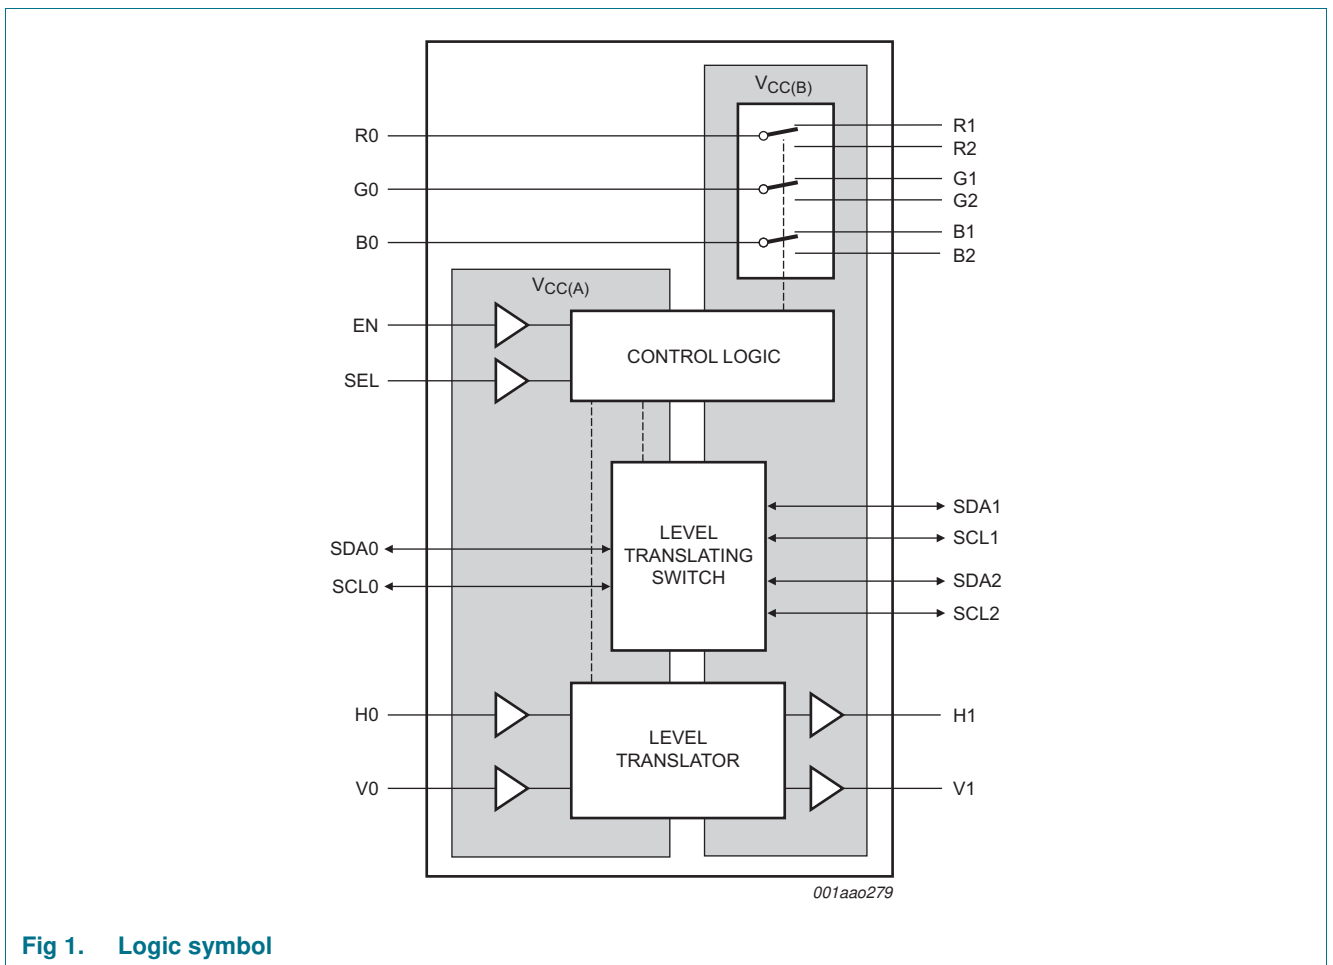 VCC(B)
R0
R1
R2
G0
G1
G2
B0
B1
B2
VCC(A)
EN
CONTROL LOGIC
SEL
SDA1
SCL1
SDA0
SCL0
LEVEL
TRANSLATING
SWITCH
SDA2
SCL2
H0
H1
LEVEL
TRANSLATOR
V0
V1
001aao279
Fig 1. Logic symbol